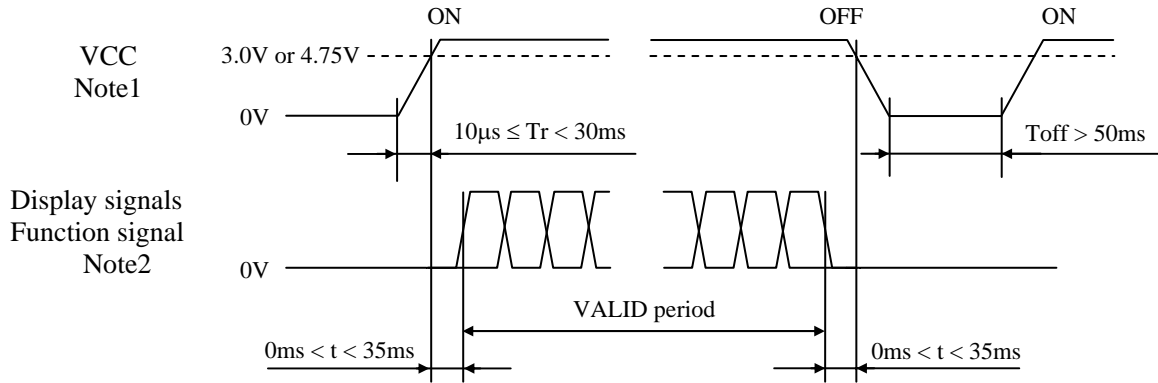 ON OFF ON
VCC
Note1
3.0V or 4.75V
0V
10μs ≤ Tr < 30ms
Toff > 50ms
Display signals
Function signal
Note2
0V
VALID period
0ms < t < 35ms
0ms < t < 35ms